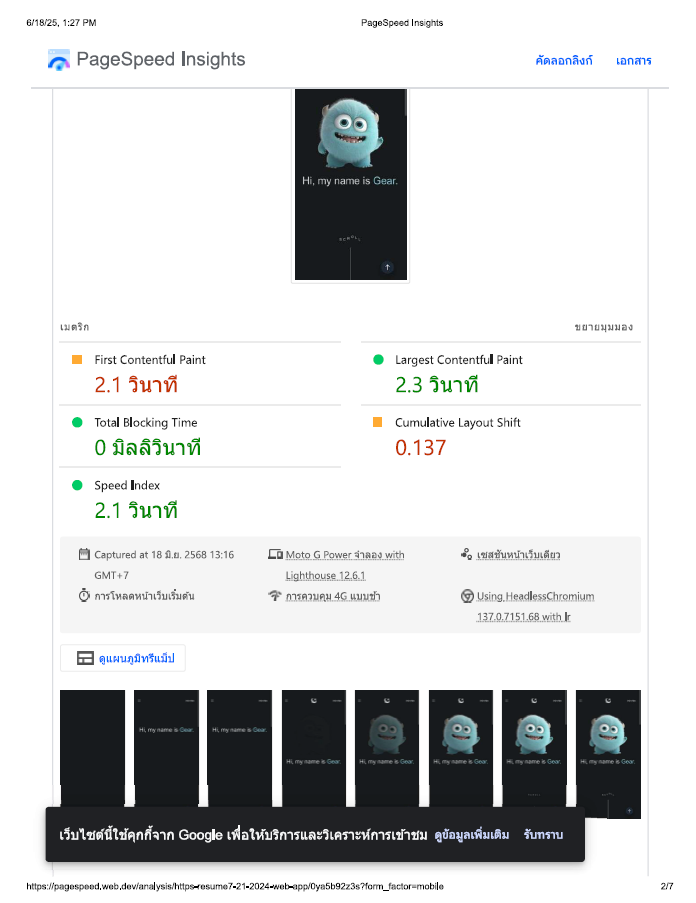 6/18/25, 1:27 PM PageSpeed Insights
PageSpeed Insights คัดลอกลิงก์ เอกสาร
Hi, my name is Gear.
SCROLL
เมตริก ขยายมุมมอง
First Contentful Paint Largest Contentful Paint
2.1 วินาที 2.3 วินาที
Total Blocking Time Cumulative Layout Shift
0 มิลลิวินาที 0.137
Speed Index
2.1 วินาที
Captured at 18 มิ.ย. 2568 13:16 Moto G Power จำลอง with เซสชันหน้าเว็บเดียว
GMT+7 Lighthouse 12.6.1
การโหลดหน้าเว็บเริ่มต้น การควบคุม 4G แบบช้า Using HeadlessChromium
137.0.7151.68 with lr
ดูแผนภูมิทรีแม็ป
Hi, my name is Gear. Hi, my name is Gear.
Hi, my name is Gear. Hi, my name is Gear. Hi, my name is Gear. Hi, my name is Gear. Hi, my name is Gear.
เว็บไซต์นี้ใช้คุกกี้จาก Google เพื่อให้บริการและวิเคราะห์การเข้าชม ดูข้อมูลเพิ่มเติม รับทราบ
https://pagespeed.web.dev/analysis/https-resume7-21-2024-web-app/0ya5b92z3s?form_factor=mobile 2/7